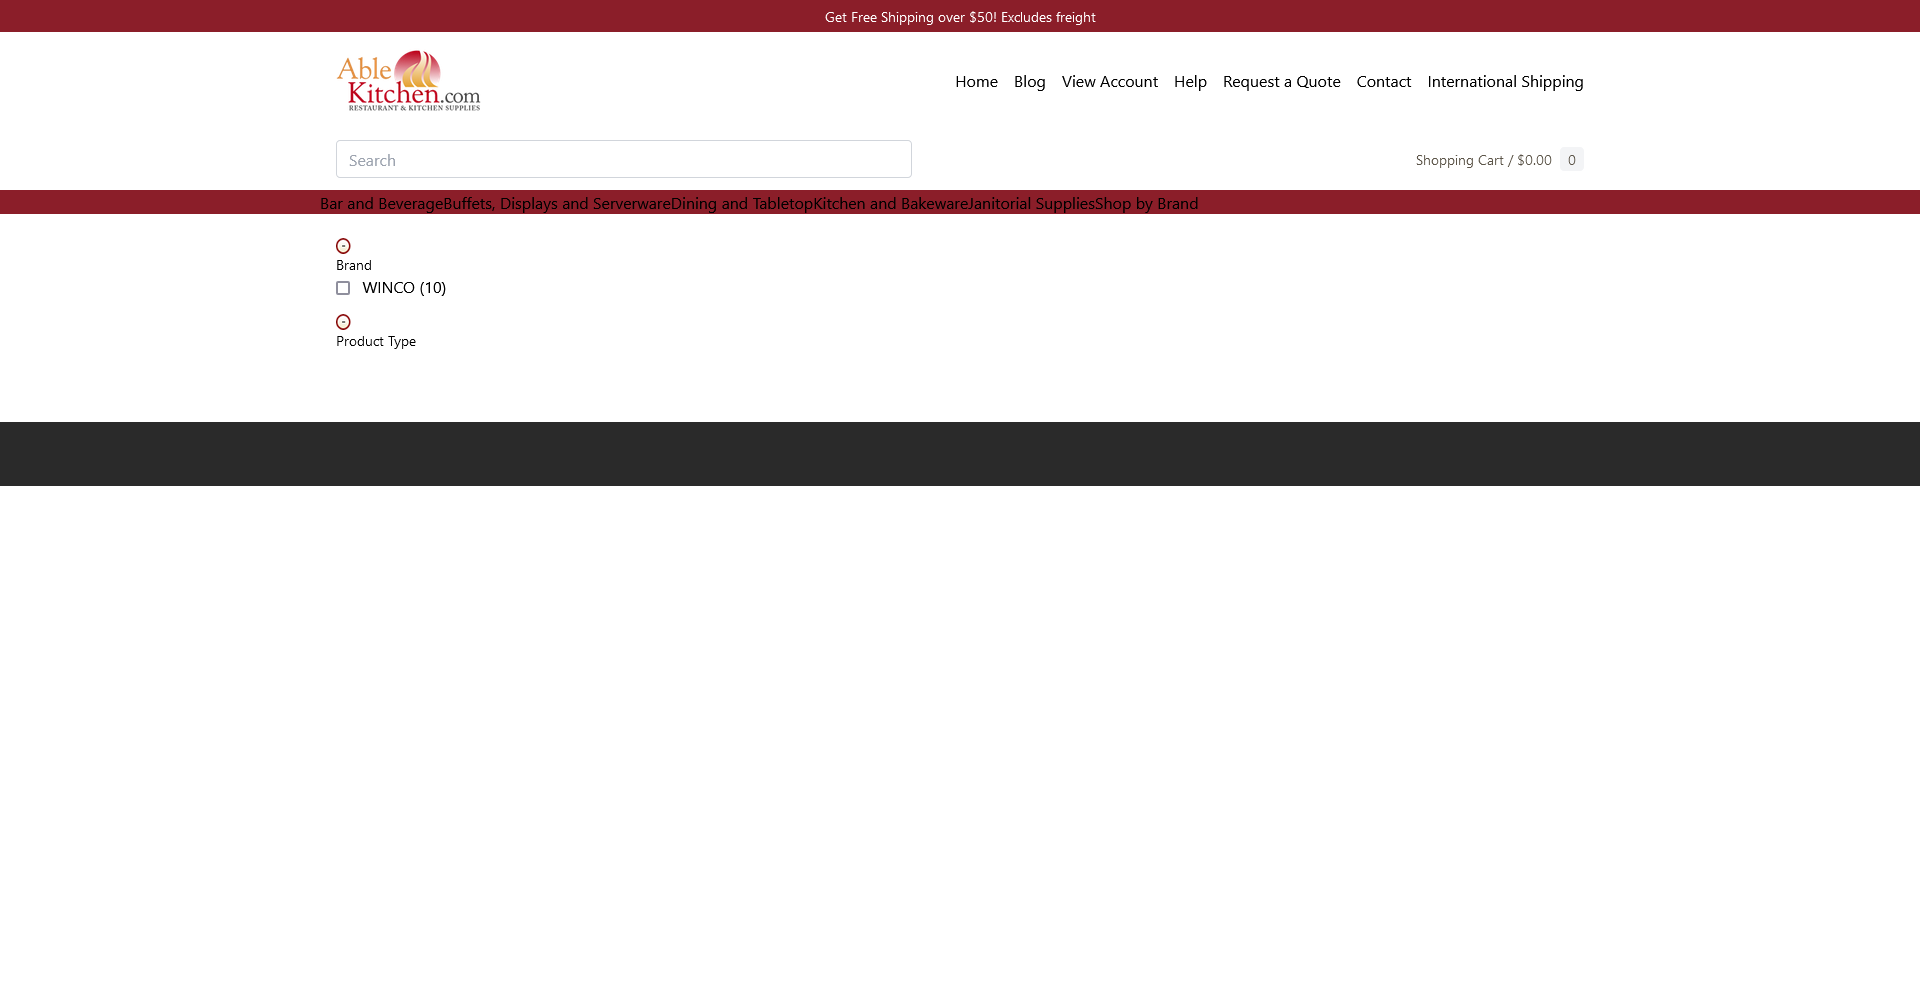 Get Free Shipping over $50! Excludes freight
Able
Kitchen.com
RESTAURANT & KITCHEN SUPPLIES
Home Blog View Account Help Request a Quote Contact International Shipping
Search
Shopping Cart / $0.00 0
Bar and BeverageBuffets, Displays and ServerwareDining and TabletopKitchen and BakewareJanitorial SuppliesShop by Brand
-
Brand
WINCO (10)
-
Product Type